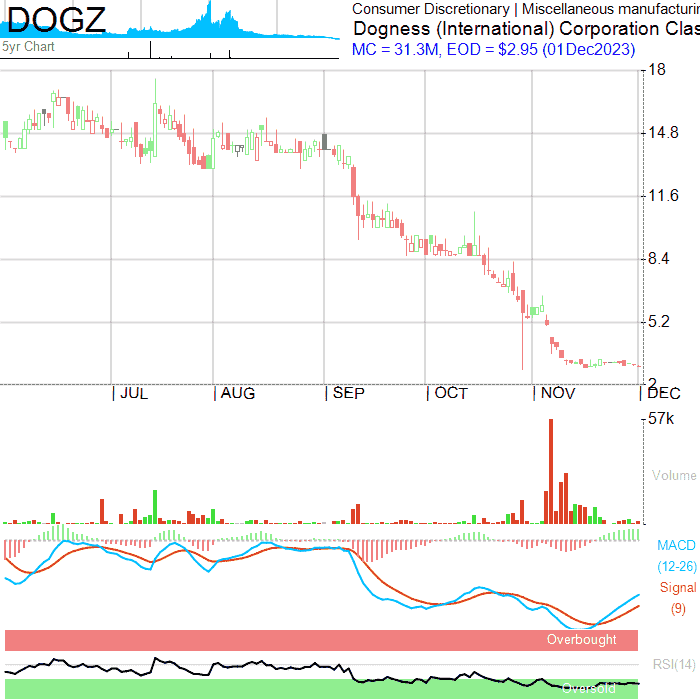 DOGZ
5yr Chart
Consumer Discretionary | Miscellaneous manufacturin
Dogness (International) Corporation Clas
MC = 31.3M, EOD = $2.95 (01Dec2023)
18
14.8
11.6
8.4
5.2
2
JUL
AUG
SEP
OCT
NOV
DEC
57k
Volume
MACD
(12-26)
Signal
(9)
Overbought
RSI(14)
Oversold